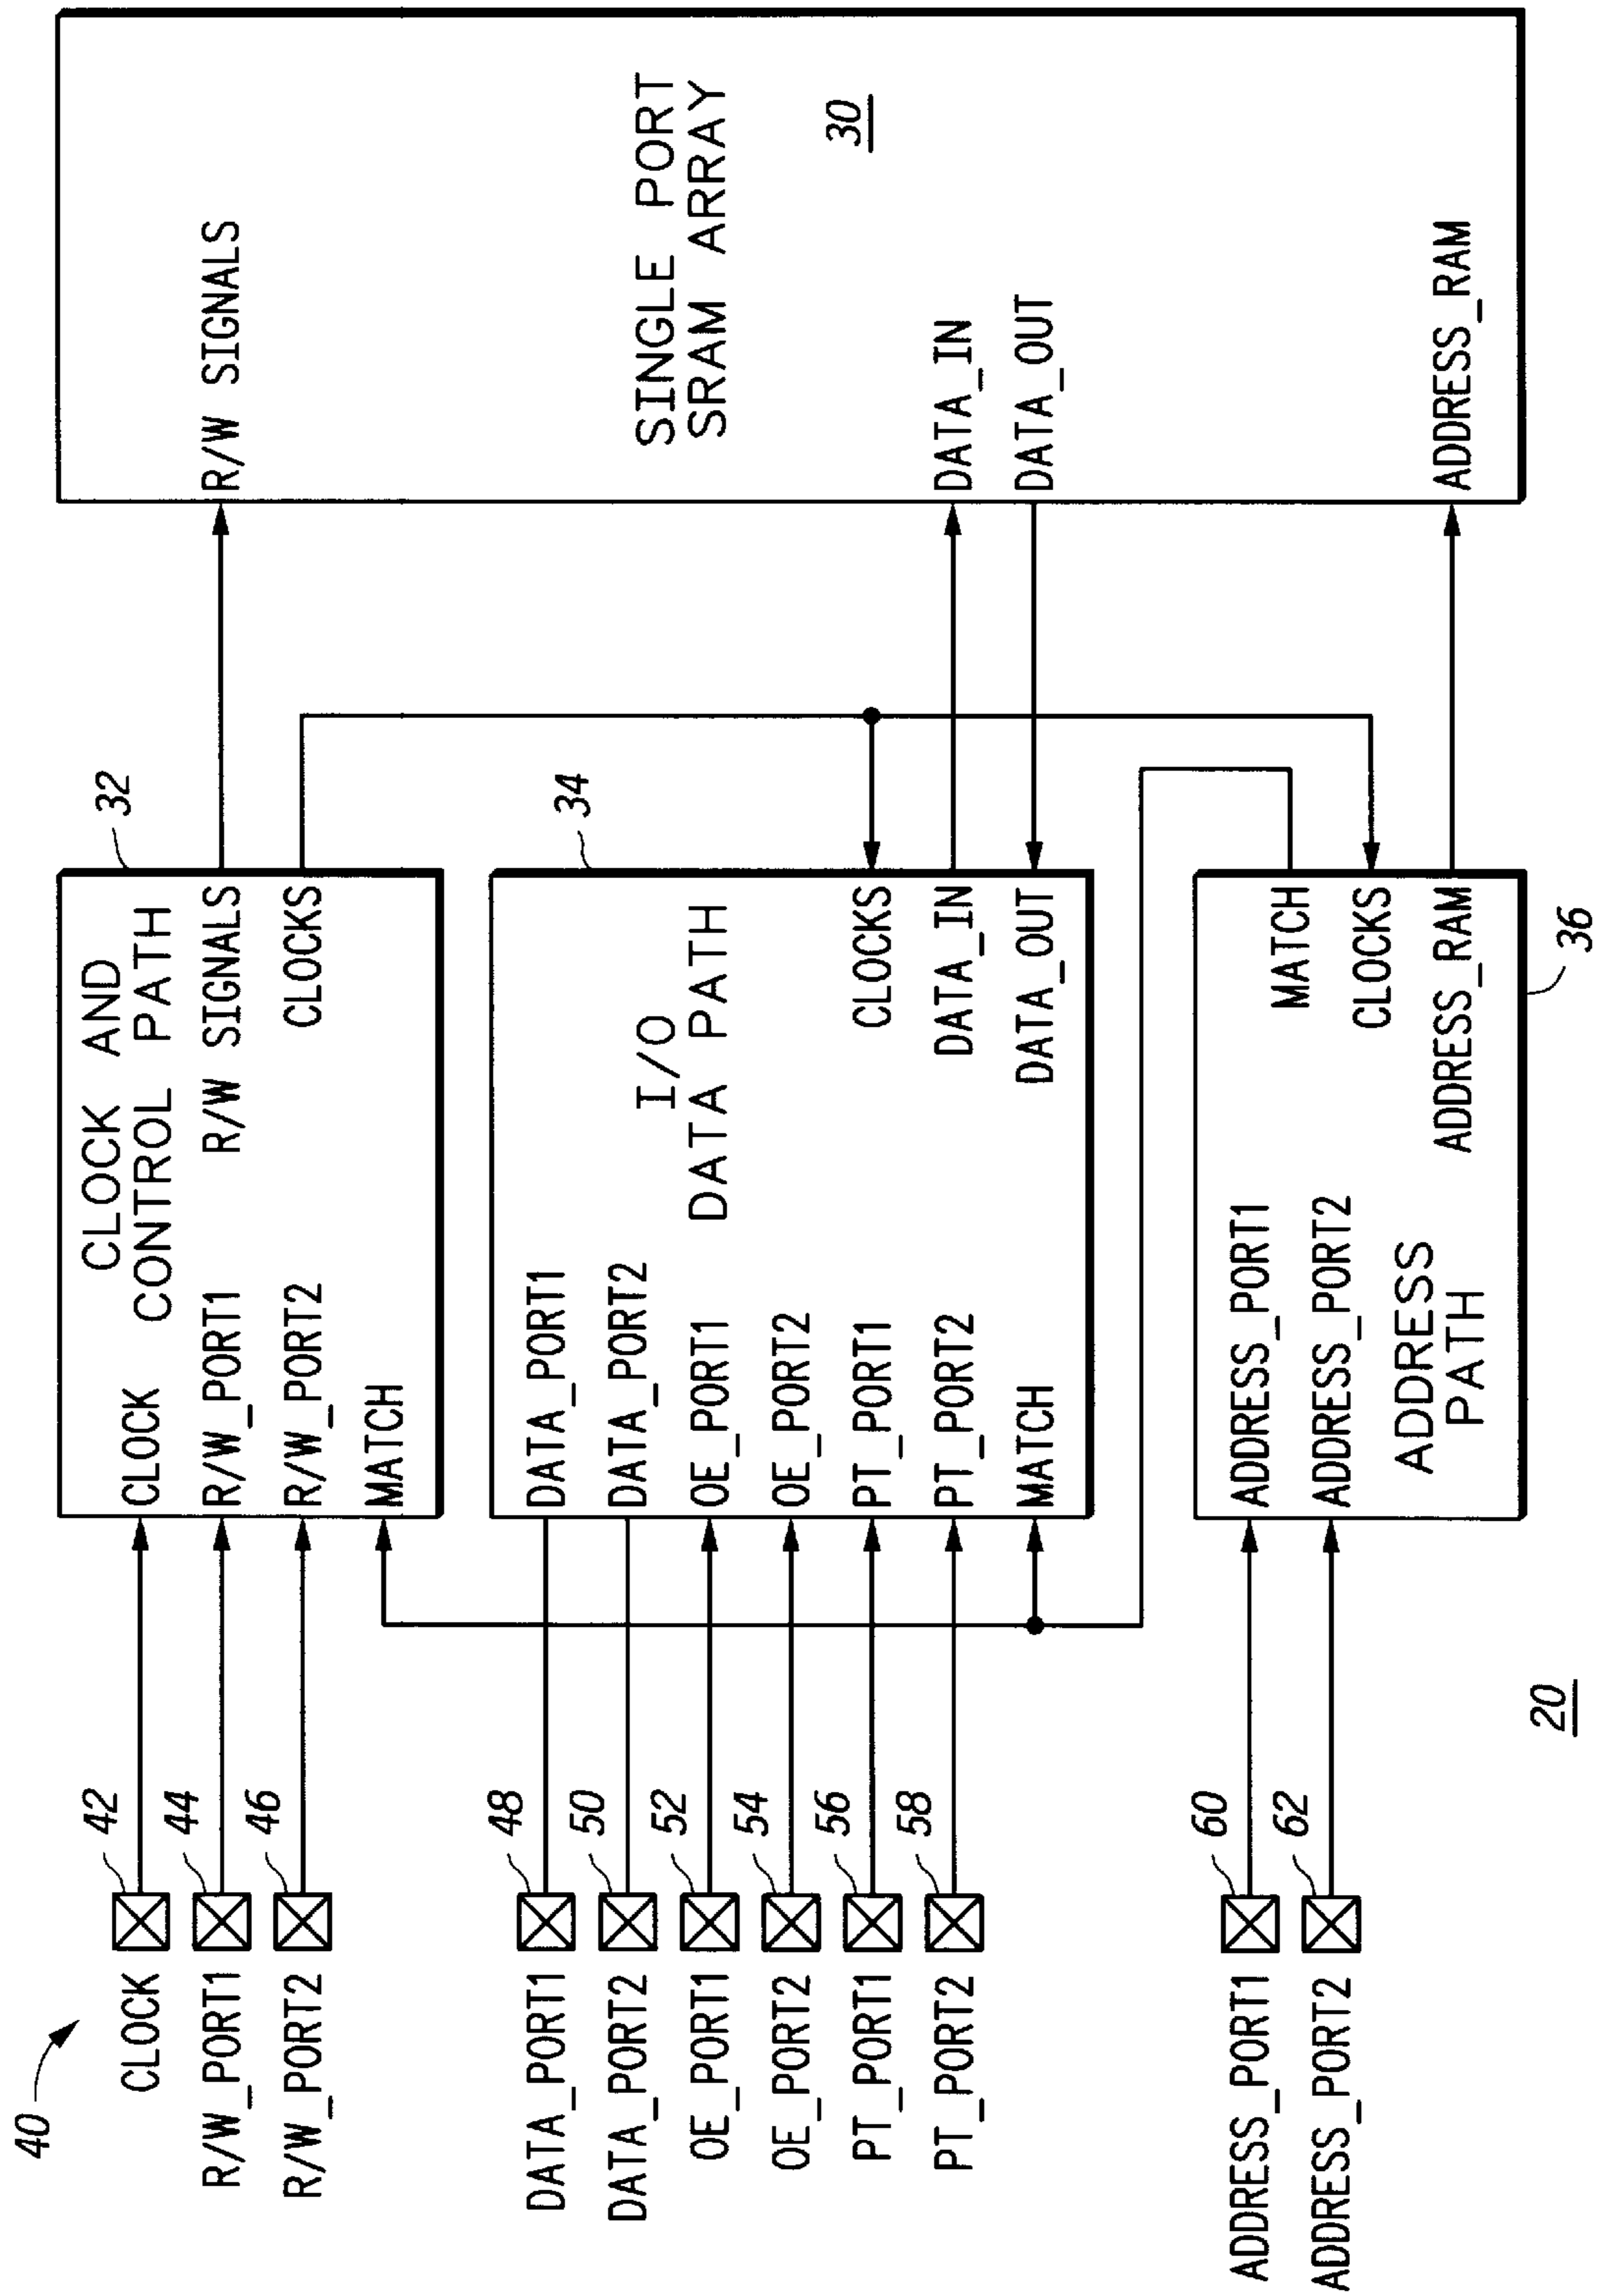 40
CLOCK
42
R/W_PORT1
44
R/W_PORT2
46
DATA_PORT1
48
DATA_PORT2
50
OE_PORT1
52
OE_PORT2
54
PT_PORT1
56
PT_PORT2
58
ADDRESS_PORT1
60
ADDRESS_PORT2
62
20
32
CLOCK AND
CONTROL PATH
CLOCK
R/W_PORT1
R/W_PORT2
MATCH
R/W SIGNALS
CLOCKS
34
I/O
DATA PATH
DATA_PORT1
DATA_PORT2
OE_PORT1
OE_PORT2
PT_PORT1
PT_PORT2
MATCH
CLOCKS
DATA_IN
DATA_OUT
ADDRESS_PORT1
ADDRESS_PORT2
ADDRESS
PATH
MATCH
CLOCKS
ADDRESS_RAM
36
R/W SIGNALS
SINGLE PORT
SRAM ARRAY
30
DATA_IN
DATA_OUT
ADDRESS_RAM